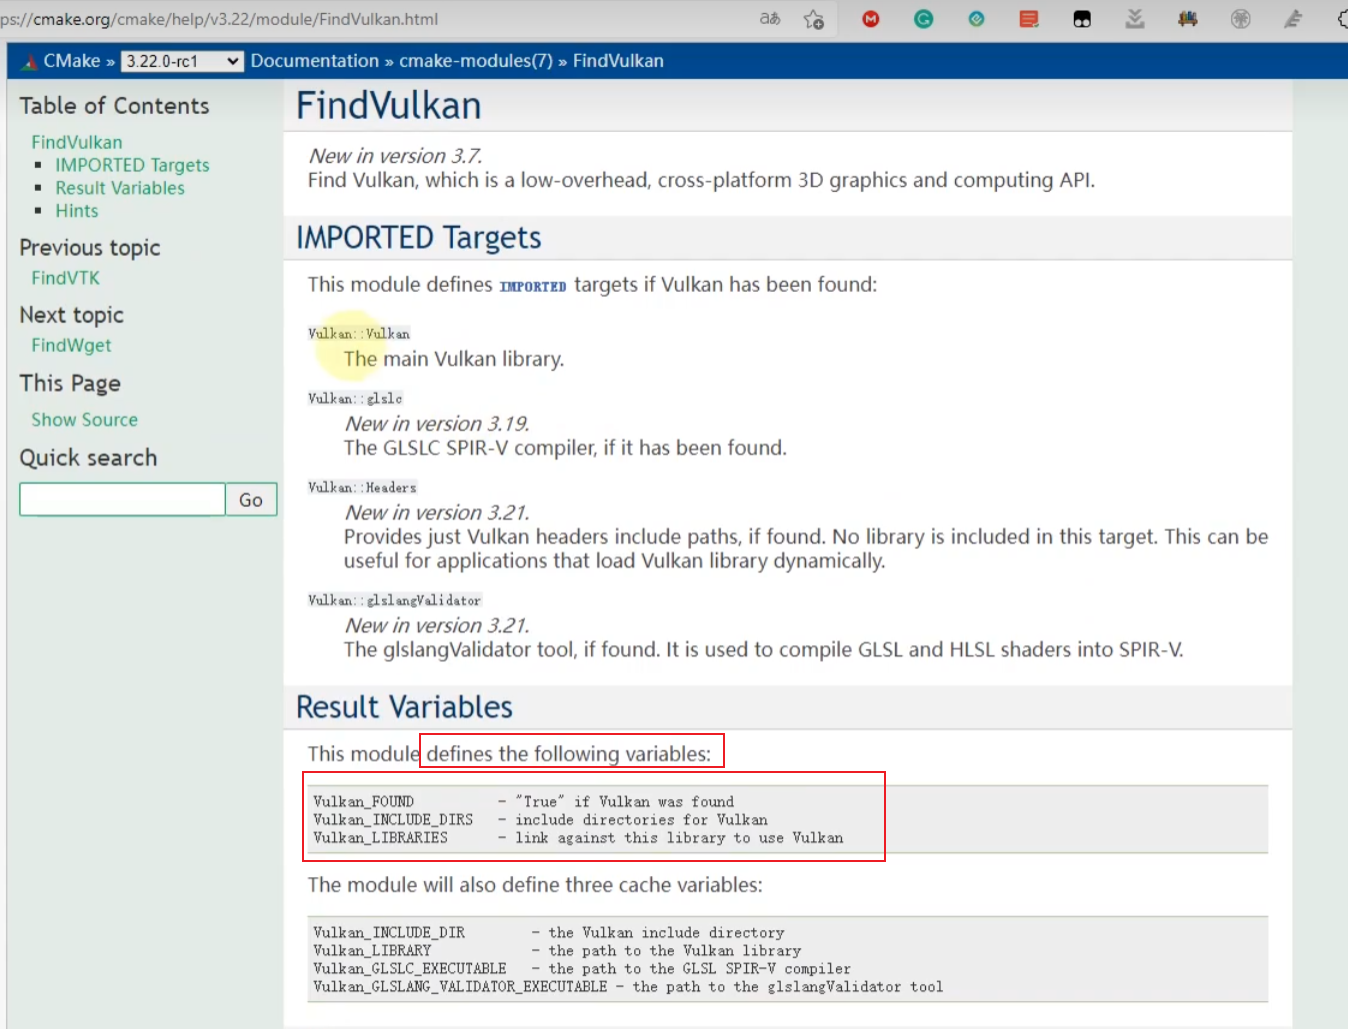 ps://cmake.org/cmake/help/v3.22/module/FindVulkan.html
CMake » 3.22.0-rc1 Documentation » cmake-modules(7) » FindVulkan
Table of Contents
FindVulkan
IMPORTED Targets
Result Variables
Hints
Previous topic
FindVTK
Next topic
FindWget
This Page
Show Source
Quick search
Go
FindVulkan
New in version 3.7.
Find Vulkan, which is a low-overhead, cross-platform 3D graphics and computing API.
IMPORTED Targets
This module defines IMPORTED targets if Vulkan has been found:
Vulkan::Vulkan
The main Vulkan library.
Vulkan::glslc
New in version 3.19.
The GLSLC SPIR-V compiler, if it has been found.
Vulkan::Headers
New in version 3.21.
Provides just Vulkan headers include paths, if found. No library is included in this target. This can be
useful for applications that load Vulkan library dynamically.
Vulkan::glslangValidator
New in version 3.21.
The glslangValidator tool, if found. It is used to compile GLSL and HLSL shaders into SPIR-V.
Result Variables
This module defines the following variables:
Vulkan_FOUND - "True" if Vulkan was found
Vulkan_INCLUDE_DIRS - include directories for Vulkan
Vulkan_LIBRARIES - link against this library to use Vulkan
The module will also define three cache variables:
Vulkan_INCLUDE_DIR - the Vulkan include directory
Vulkan_LIBRARY - the path to the Vulkan library
Vulkan_GLSLC_EXECUTABLE - the path to the GLSL SPIR-V compiler
Vulkan_GLSLANG_VALIDATOR_EXECUTABLE - the path to the glslangValidator tool